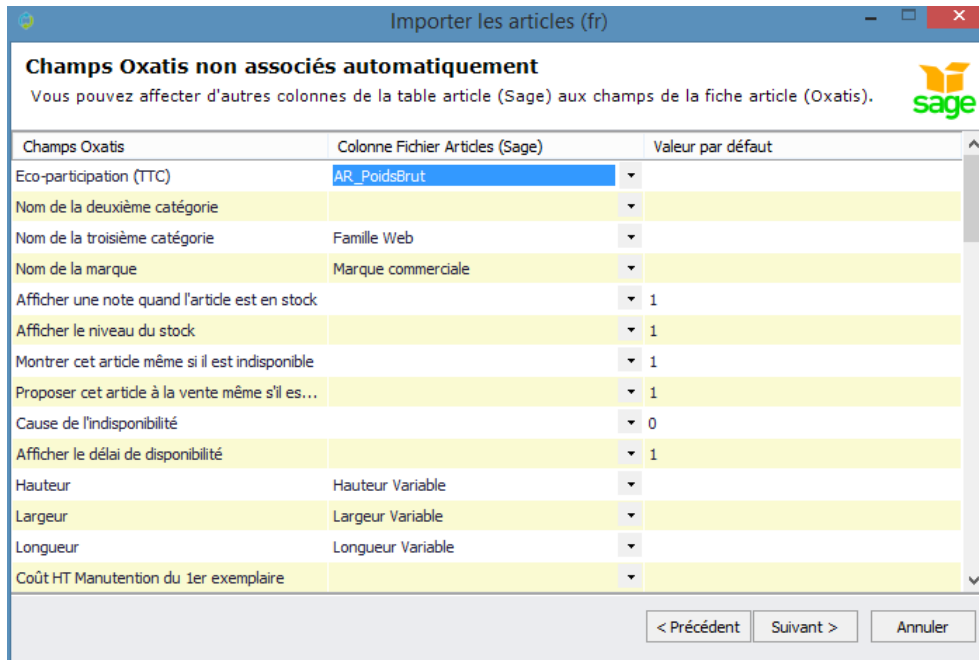 Importer les articles (fr)
Champs Oxatis non associés automatiquement
Vous pouvez affecter d'autres colonnes de la table article (Sage) aux champs de la fiche article (Oxatis).
sage
Champs Oxatis Colonne Fichier Articles (Sage) Valeur par défaut
Eco-participation (TTC) AR_PoidsBrut
Nom de la deuxième catégorie
Nom de la troisième catégorie Famille Web
Nom de la marque Marque commerciale
Afficher une note quand l'article est en stock 1
Afficher le niveau du stock 1
Montrer cet article même si il est indisponible 1
Proposer cet article à la vente même s'il es... 1
Cause de l'indisponibilité 0
Afficher le délai de disponibilité 1
Hauteur Hauteur Variable
Largeur Largeur Variable
Longueur Longueur Variable
Coût HT Manutention du 1er exemplaire
< Précédent Suivant > Annuler